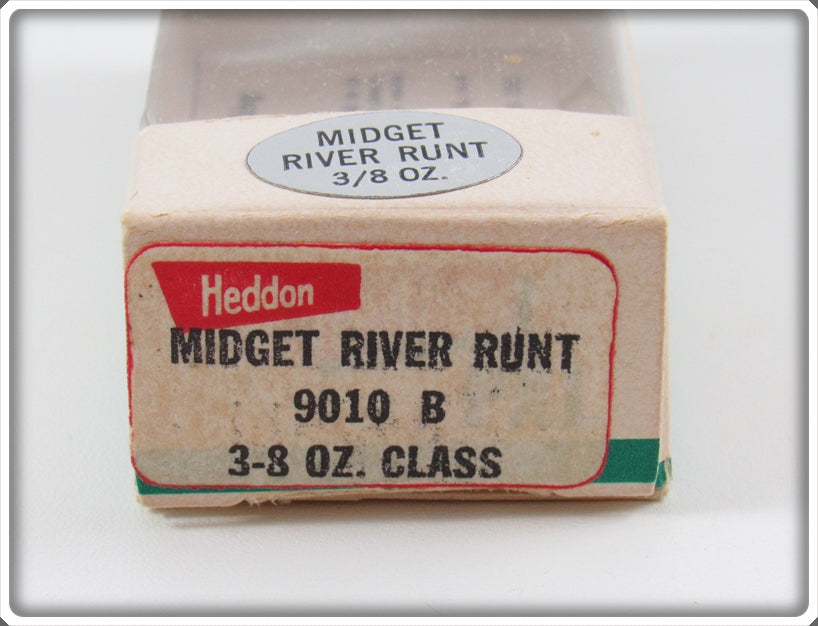 MIDGET
RIVER RUNT
3/8 OZ.
Heddon
MIDGET RIVER RUNT
9010 B
3-8 OZ. CLASS